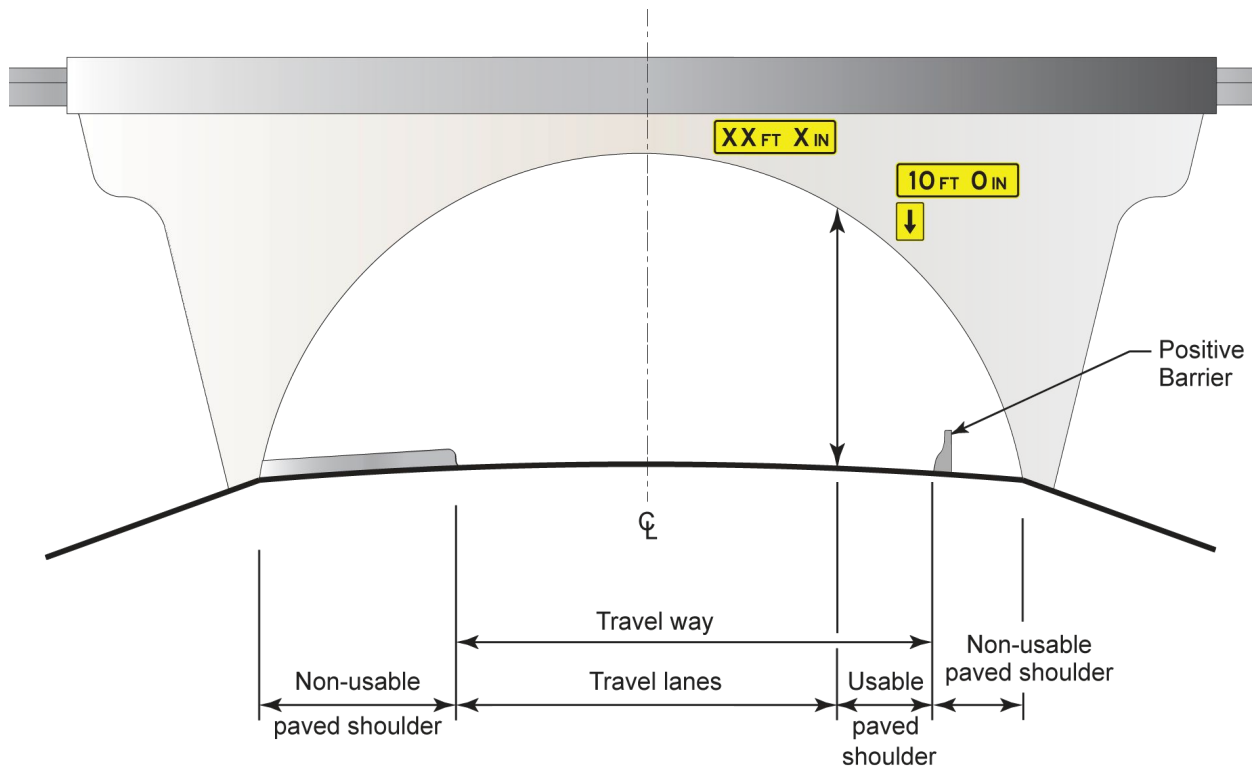 XX FT X IN
10 FT 0 IN
↓
Positive
Barrier
℄
Travel way
Non-usable
paved shoulder
Travel lanes
Usable
paved
shoulder
Non-usable
paved shoulder